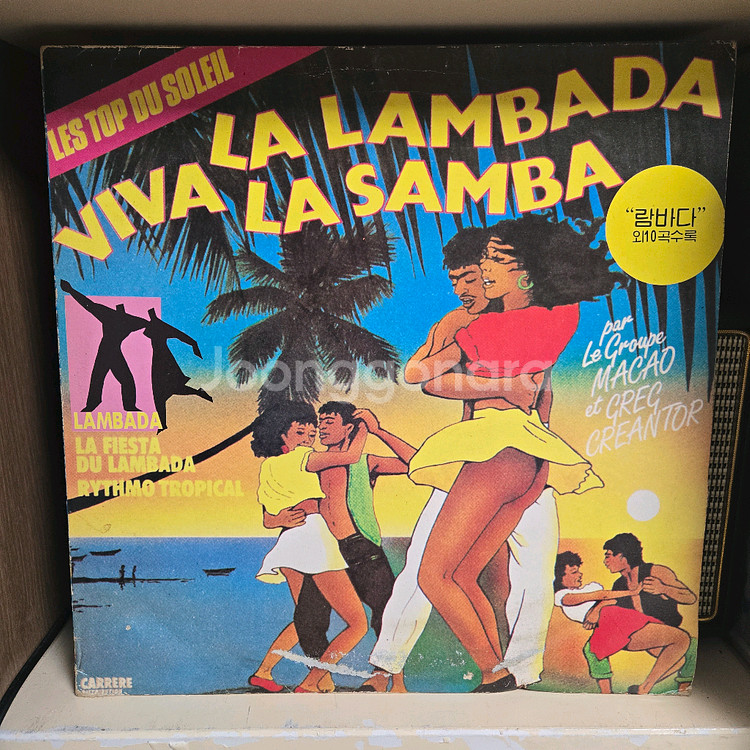 LES TOP DU SOLEIL
VIVA LA LAMBADA
LA SAMBA
“람바다”
외10곡수록
par
Le Groupe
MACAO
et GREG
CREANTOR
LAMBADA
LA FIESTA
DU LAMBADA
RYTHMO TROPICAL
Joonggonara
CARRERE